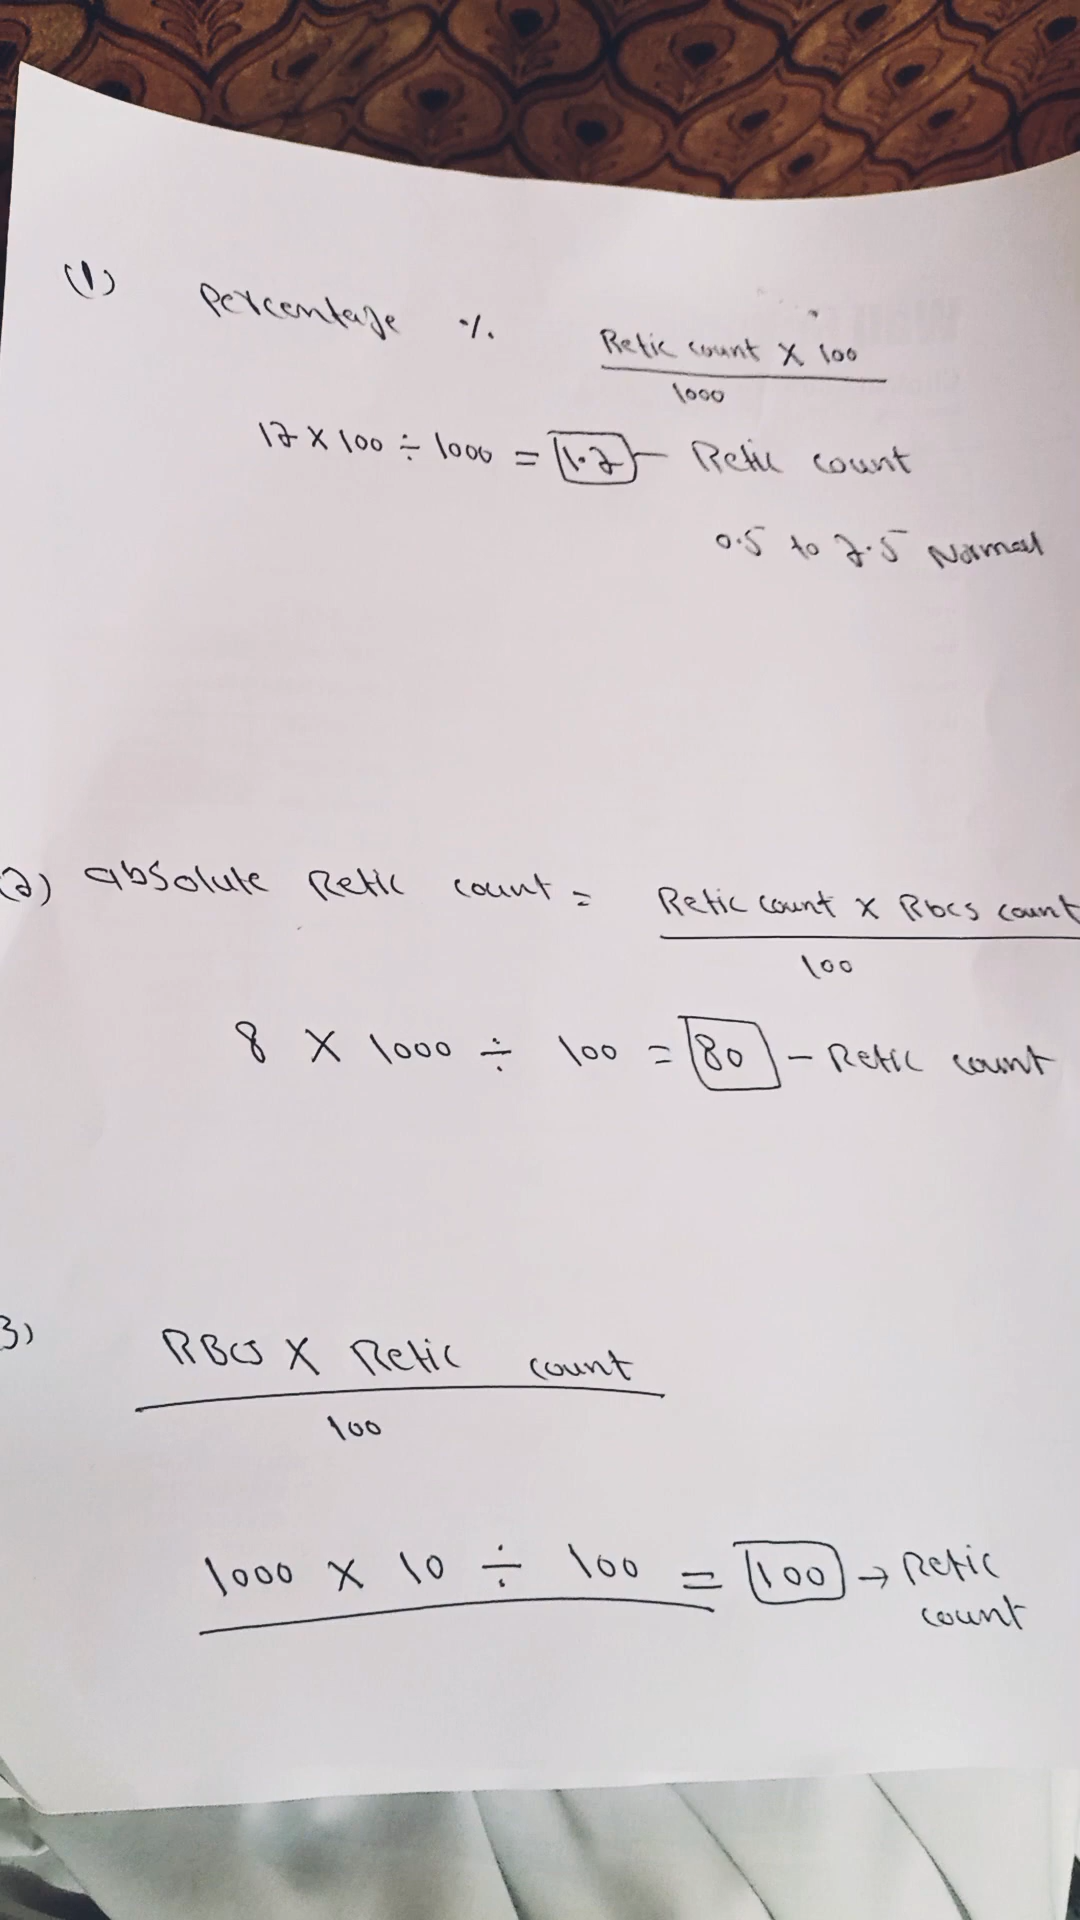 (1) Percentage %. Retic count X 100
1000
12 X 100 ÷ 1000 = 1.2 - Retic count
0.5 to 2.5 Normal
(2) absolute Retic count = Retic count X Rbcs count
100
8 X 1000 ÷ 100 = 80 - Retic count
3) RBCs X Retic count
100
1000 X 10 ÷ 100 = 100 → Retic
count